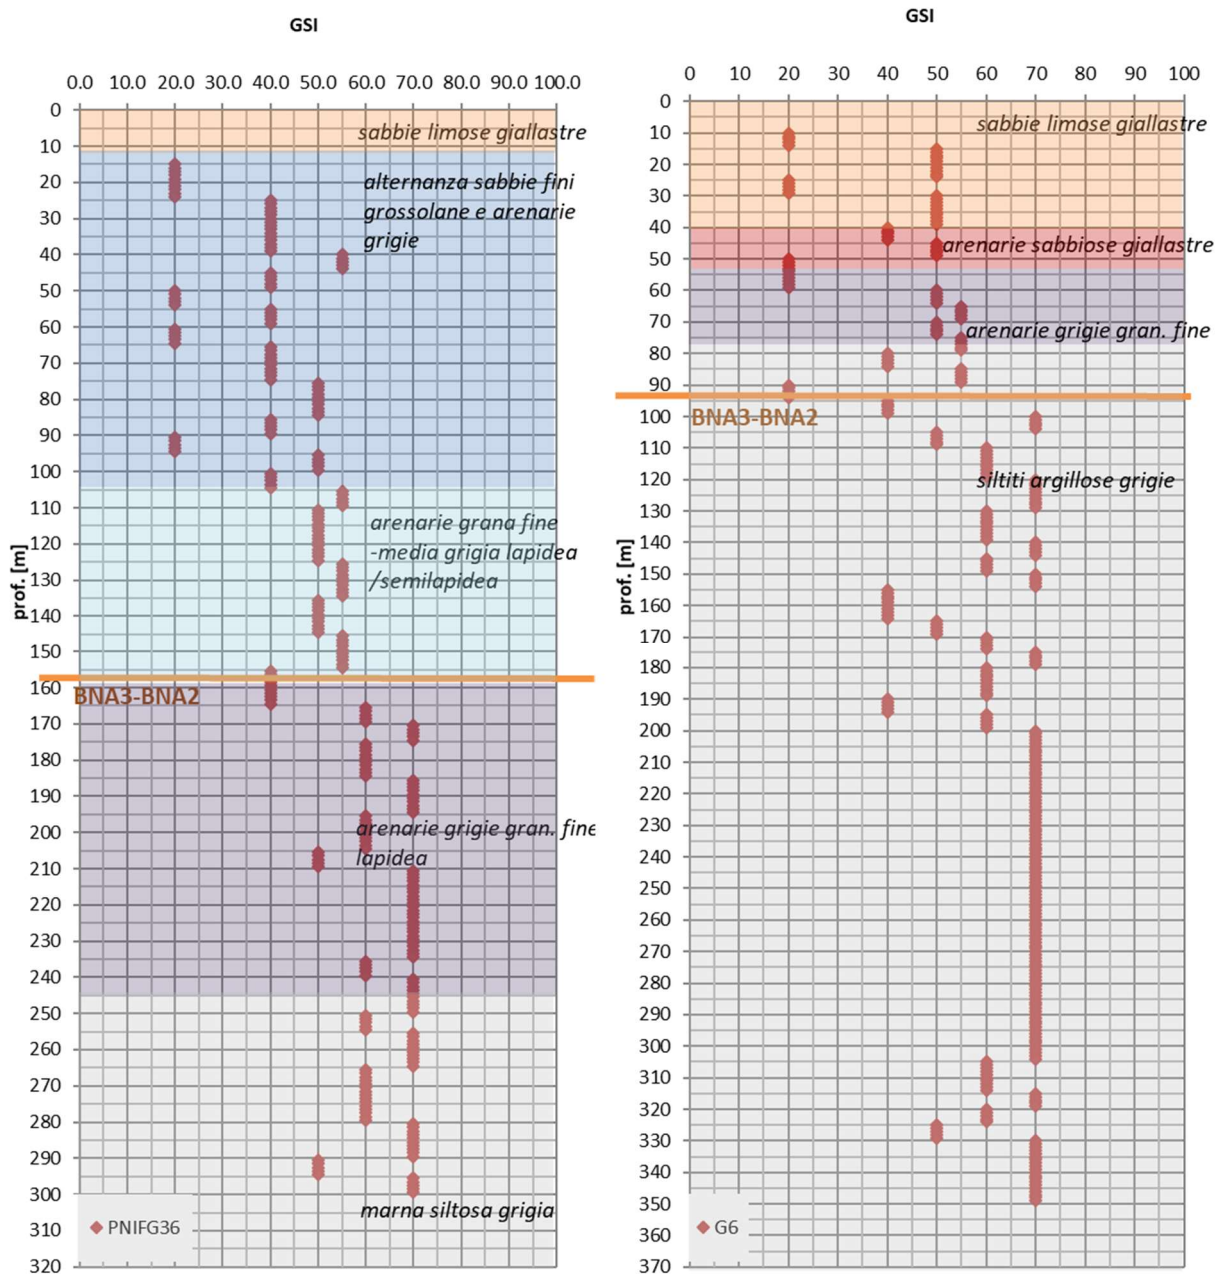 GSI
0.0 10.0 20.0 30.0 40.0 50.0 60.0 70.0 80.0 90.0 100.0
0
10
20
30
40
50
60
70
80
90
100
110
120
130
140
150
160
170
180
190
200
210
220
230
240
250
260
270
280
290
300
310
320
prof. [m]
sabbie limose giallastre
alternanza sabbie fini
grossolane e arenarie
grigie
arenarie grana fine
-media grigia lapidea
/semilapidea
BNA3-BNA2
arenarie grigie gran. fine
lapidea
marna siltosa grigia
PNIFG36
GSI
0 10 20 30 40 50 60 70 80 90 100
0
10
20
30
40
50
60
70
80
90
100
110
120
130
140
150
160
170
180
190
200
210
220
230
240
250
260
270
280
290
300
310
320
330
340
350
360
370
prof. [m]
sabbie limose giallastre
arenarie sabbiose giallastre
arenarie grigie gran. fine
BNA3-BNA2
siltiti argillose grigie
G6